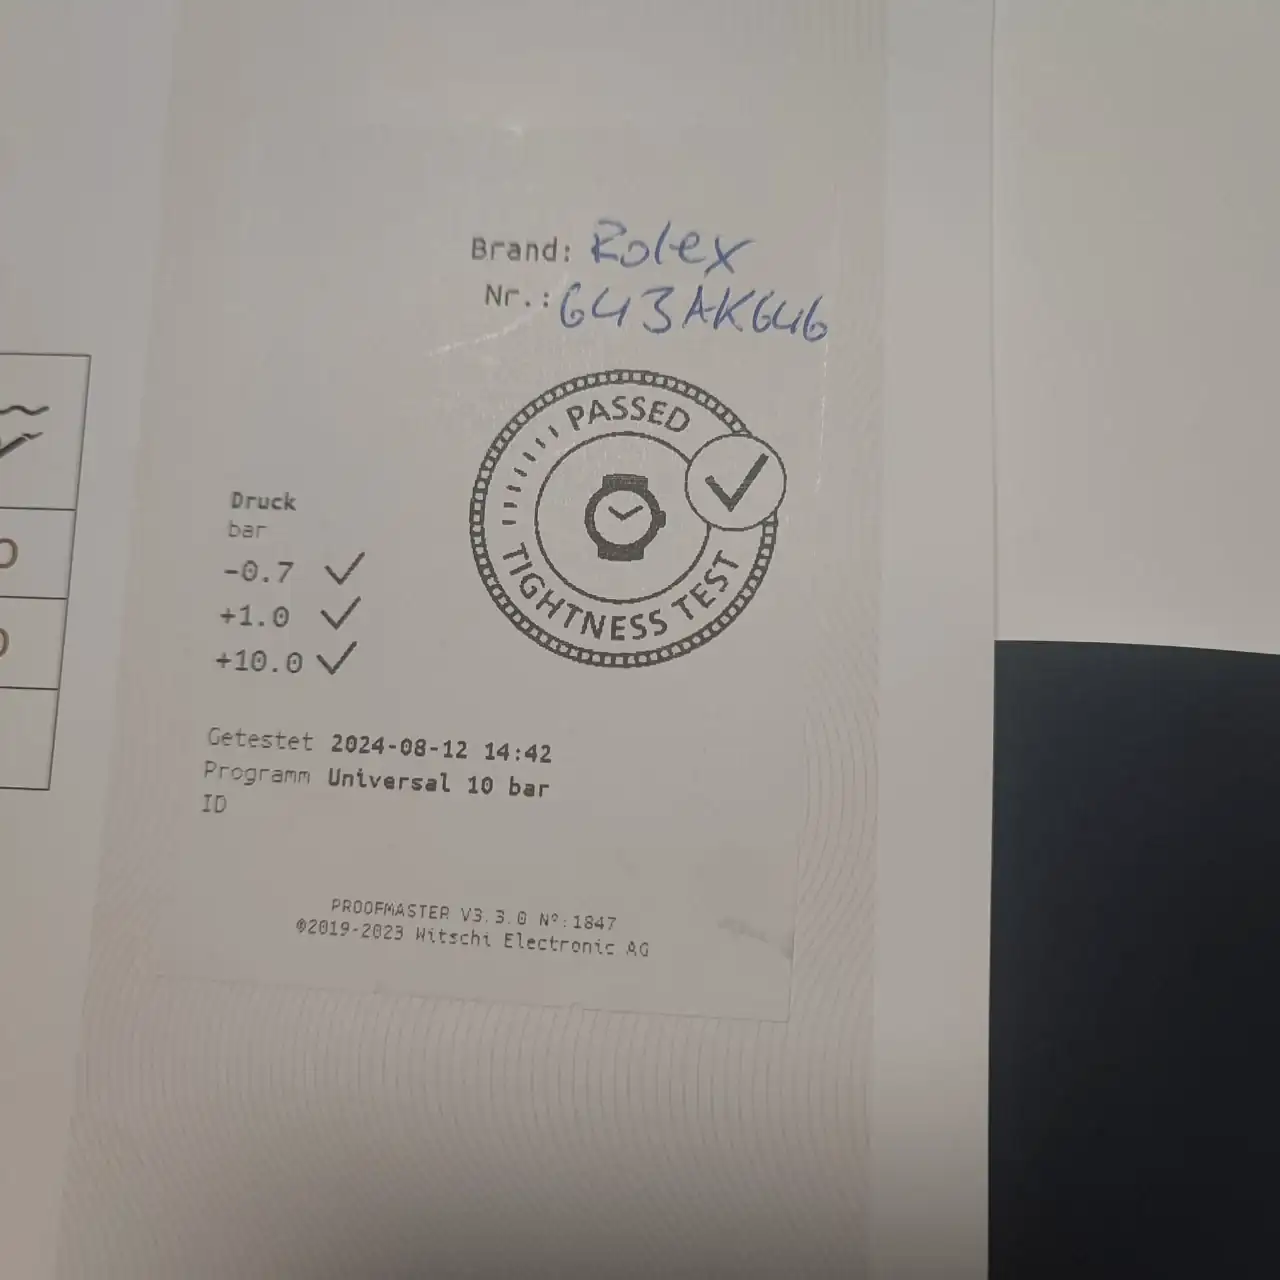 Brand: Rolex
Nr.: 643AK646
PASSED
TIGHTNESS TEST
Druck
bar
-0.7 ✓
+1.0 ✓
+10.0 ✓
Getestet 2024-08-12 14:42
Programm Universal 10 bar
ID
PROOFMASTER V3.3.0 Nº:1847
©2019-2023 Witschi Electronic AG